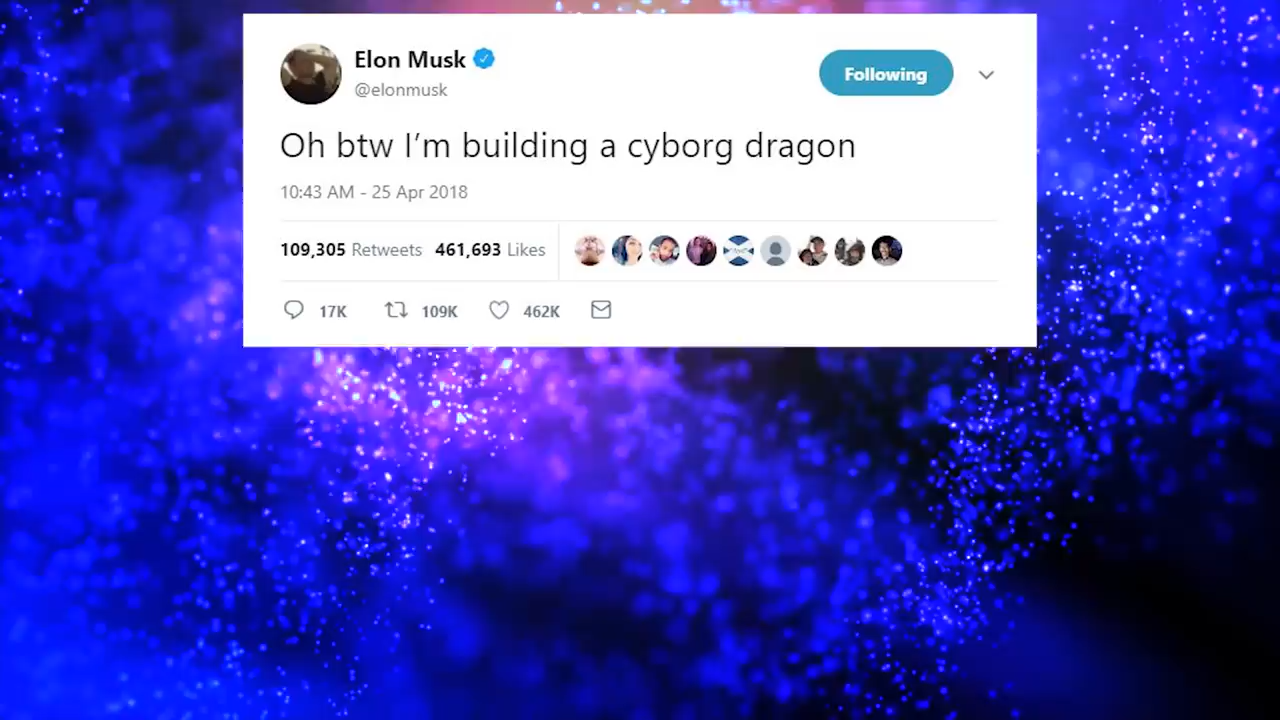 Elon Musk
@elonmusk
Following
Oh btw I’m building a cyborg dragon
10:43 AM - 25 Apr 2018
109,305 Retweets 461,693 Likes
17K 109K 462K